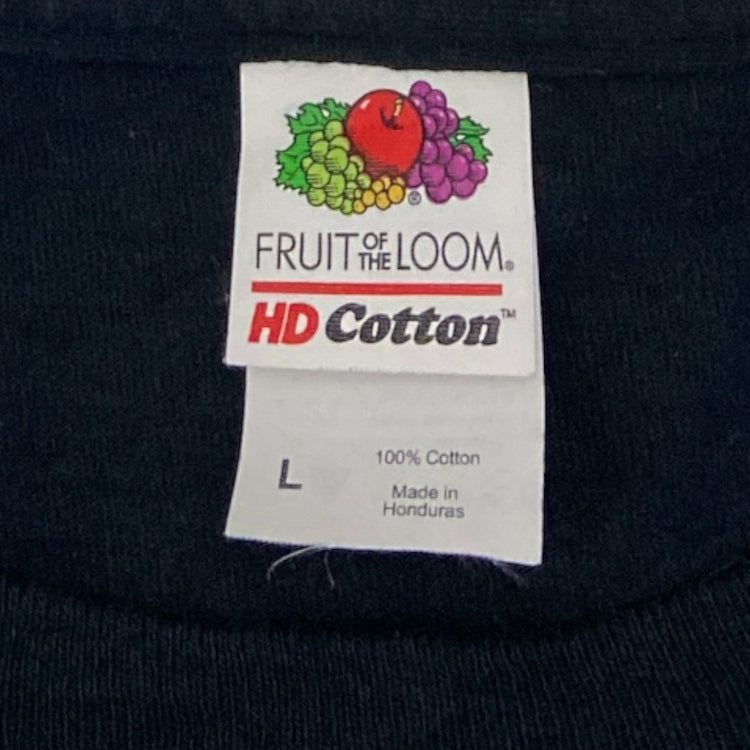 ®
FRUIT OF THE LOOM®
HD Cotton™
L
100% Cotton
Made in
Honduras